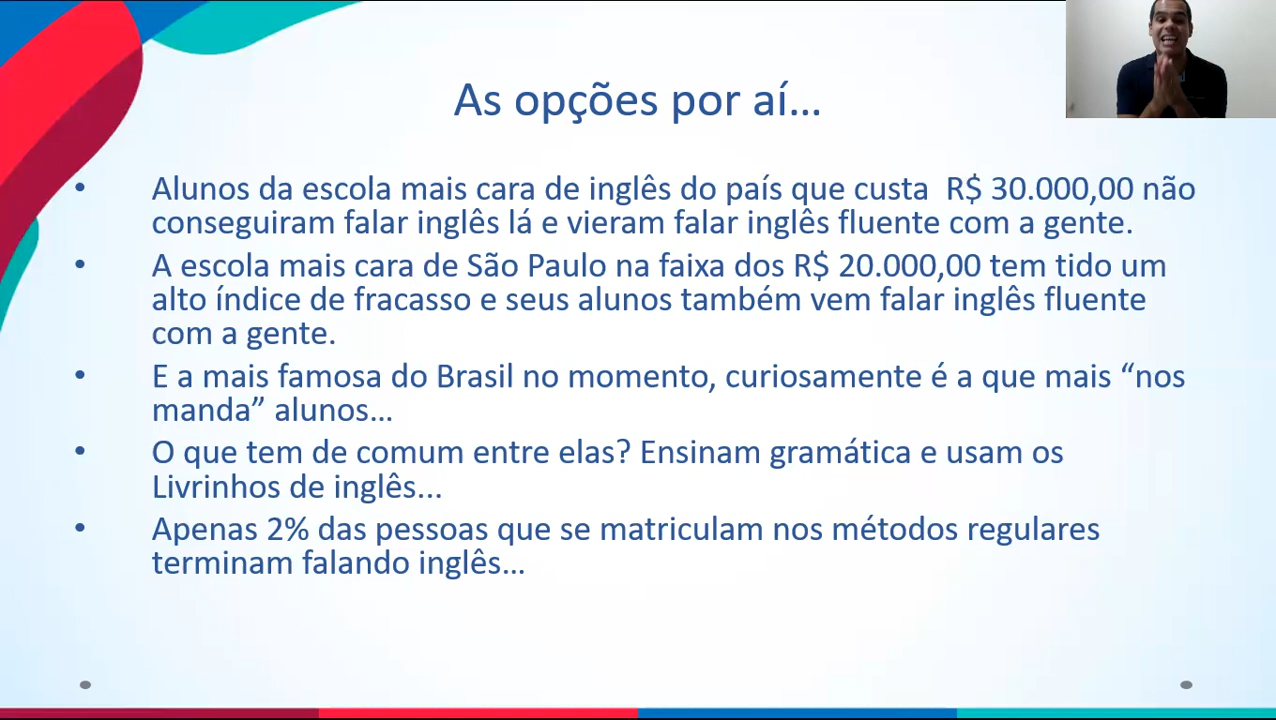 As opções por aí...
• Alunos da escola mais cara de inglês do país que custa R$ 30.000,00 não
conseguiram falar inglês lá e vieram falar inglês fluente com a gente.
• A escola mais cara de São Paulo na faixa dos R$ 20.000,00 tem tido um
alto índice de fracasso e seus alunos também vem falar inglês fluente
com a gente.
• E a mais famosa do Brasil no momento, curiosamente é a que mais “nos
manda” alunos...
• O que tem de comum entre elas? Ensinam gramática e usam os
Livrinhos de inglês...
• Apenas 2% das pessoas que se matriculam nos métodos regulares
terminam falando inglês...